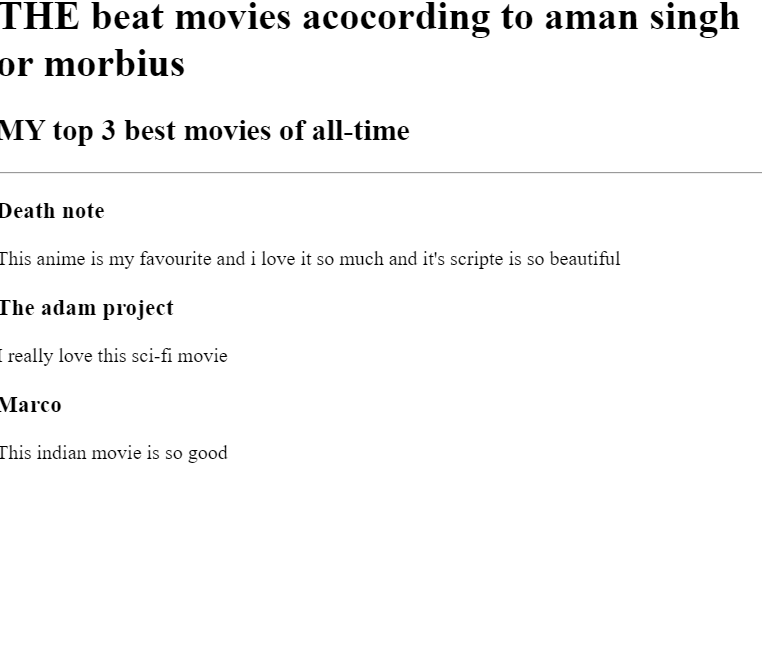 THE beat movies acocording to aman singh
or morbius
MY top 3 best movies of all-time
Death note
This anime is my favourite and i love it so much and it's scripte is so beautiful
The adam project
I really love this sci-fi movie
Marco
This indian movie is so good